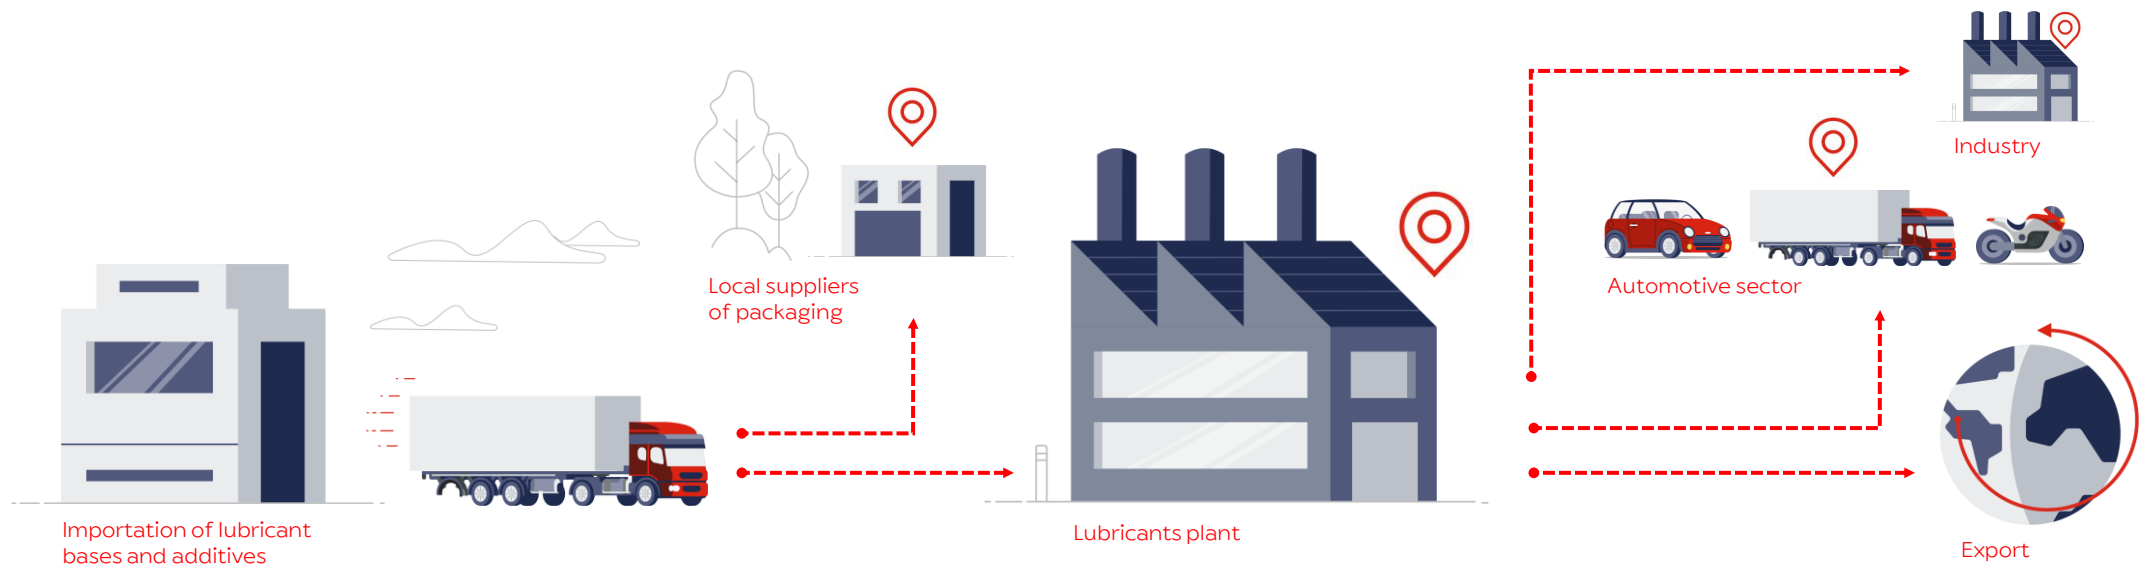 Importation of lubricant
bases and additives
Local suppliers
of packaging
Lubricants plant
Industry
Automotive sector
Export